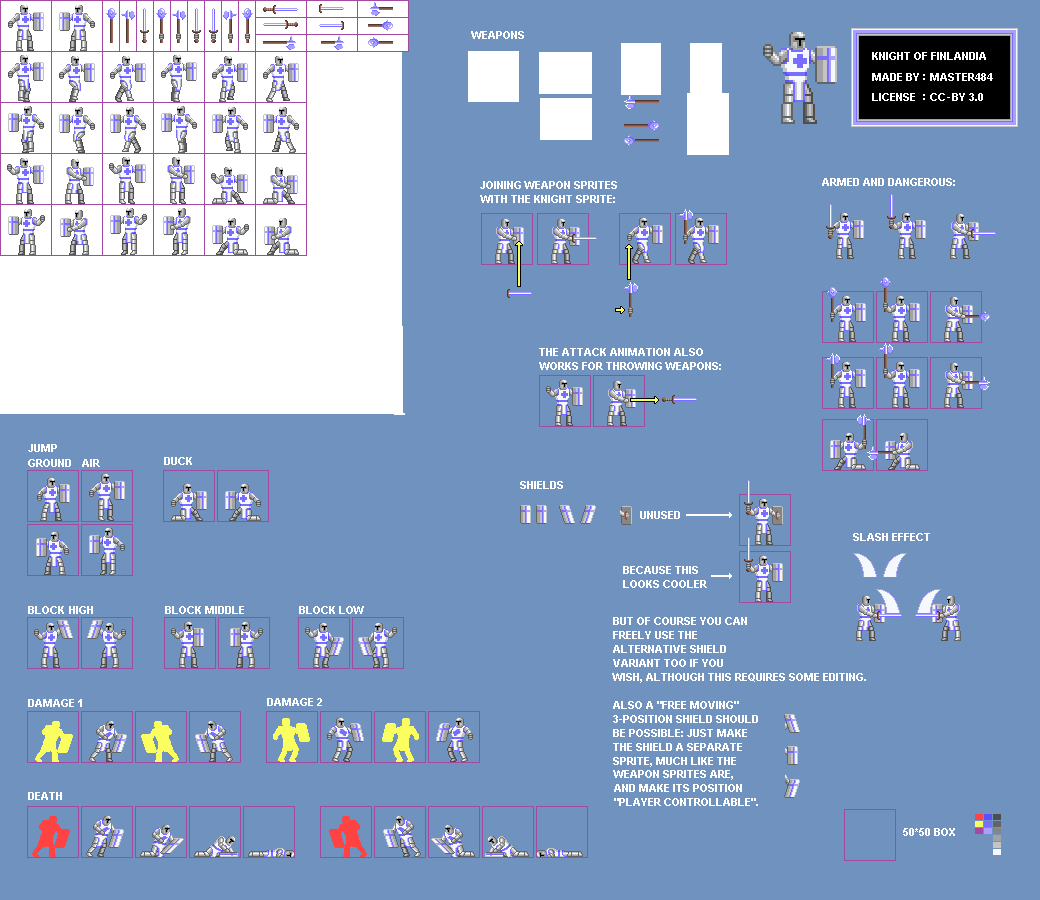 WEAPONS
KNIGHT OF FINLANDIA
MADE BY : MASTER484
LICENSE : CC-BY 3.0
JOINING WEAPON SPRITES
WITH THE KNIGHT SPRITE:
ARMED AND DANGEROUS:
THE ATTACK ANIMATION ALSO
WORKS FOR THROWING WEAPONS:
JUMP
GROUND AIR
DUCK
SHIELDS
UNUSED
BECAUSE THIS
LOOKS COOLER
SLASH EFFECT
BLOCK HIGH
BLOCK MIDDLE
BLOCK LOW
BUT OF COURSE YOU CAN
FREELY USE THE
ALTERNATIVE SHIELD
VARIANT TOO IF YOU
WISH, ALTHOUGH THIS REQUIRES SOME EDITING.
DAMAGE 1
DAMAGE 2
ALSO A "FREE MOVING"
3-POSITION SHIELD SHOULD
BE POSSIBLE: JUST MAKE
THE SHIELD A SEPARATE
SPRITE, MUCH LIKE THE
WEAPON SPRITES ARE,
AND MAKE ITS POSITION
"PLAYER CONTROLLABLE".
DEATH
50*50 BOX